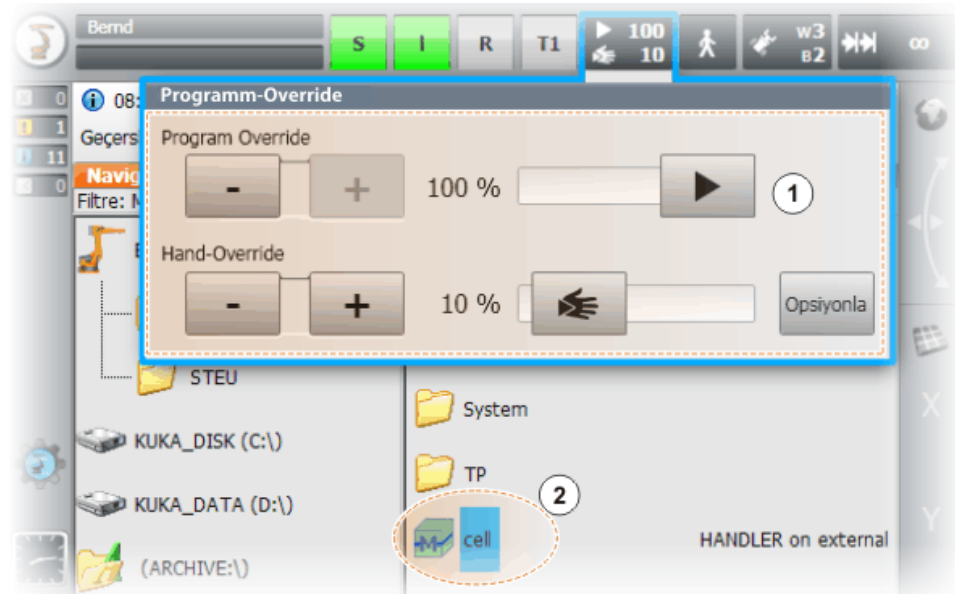 Bernd
S I R T1 100 10 W3 B2 ∞
Programm-Override
0 08:
Program Override
1 Geçers
- + 100 % 1
11
Navig
0 Filtre: M
Hand-Override
- + 10 % Opsiyonla
STEU
System
KUKA_DISK (C:\)
TP
2
KUKA_DATA (D:\)
cell HANDLER on external
(ARCHIVE:\)
X
Y